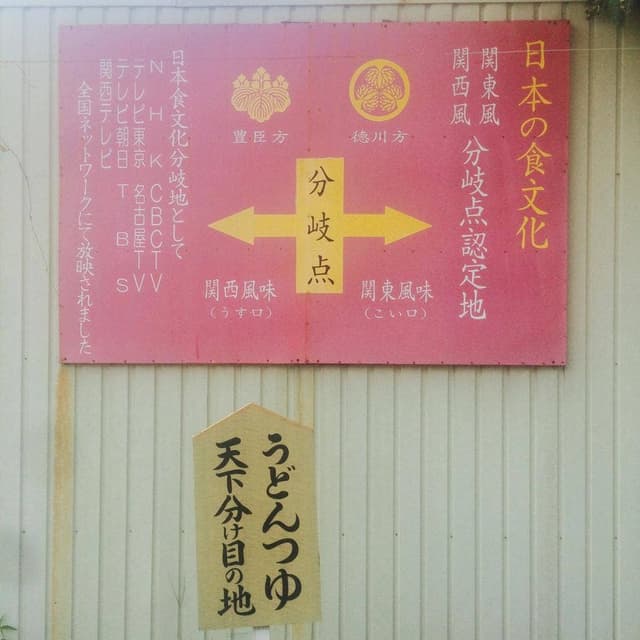 日本の食文化
関東風
関西風
分岐点認定地
徳川方
豊臣方
分岐点
関東風味
(こい口)
関西風味
(うす口)
日本食文化分岐地として
NHK CBCTV
テレビ東京 名古屋TV
テレビ朝日 TBS
関西テレビ
全国ネットワークにて放映されました
うどんつゆ
天下分け目の地